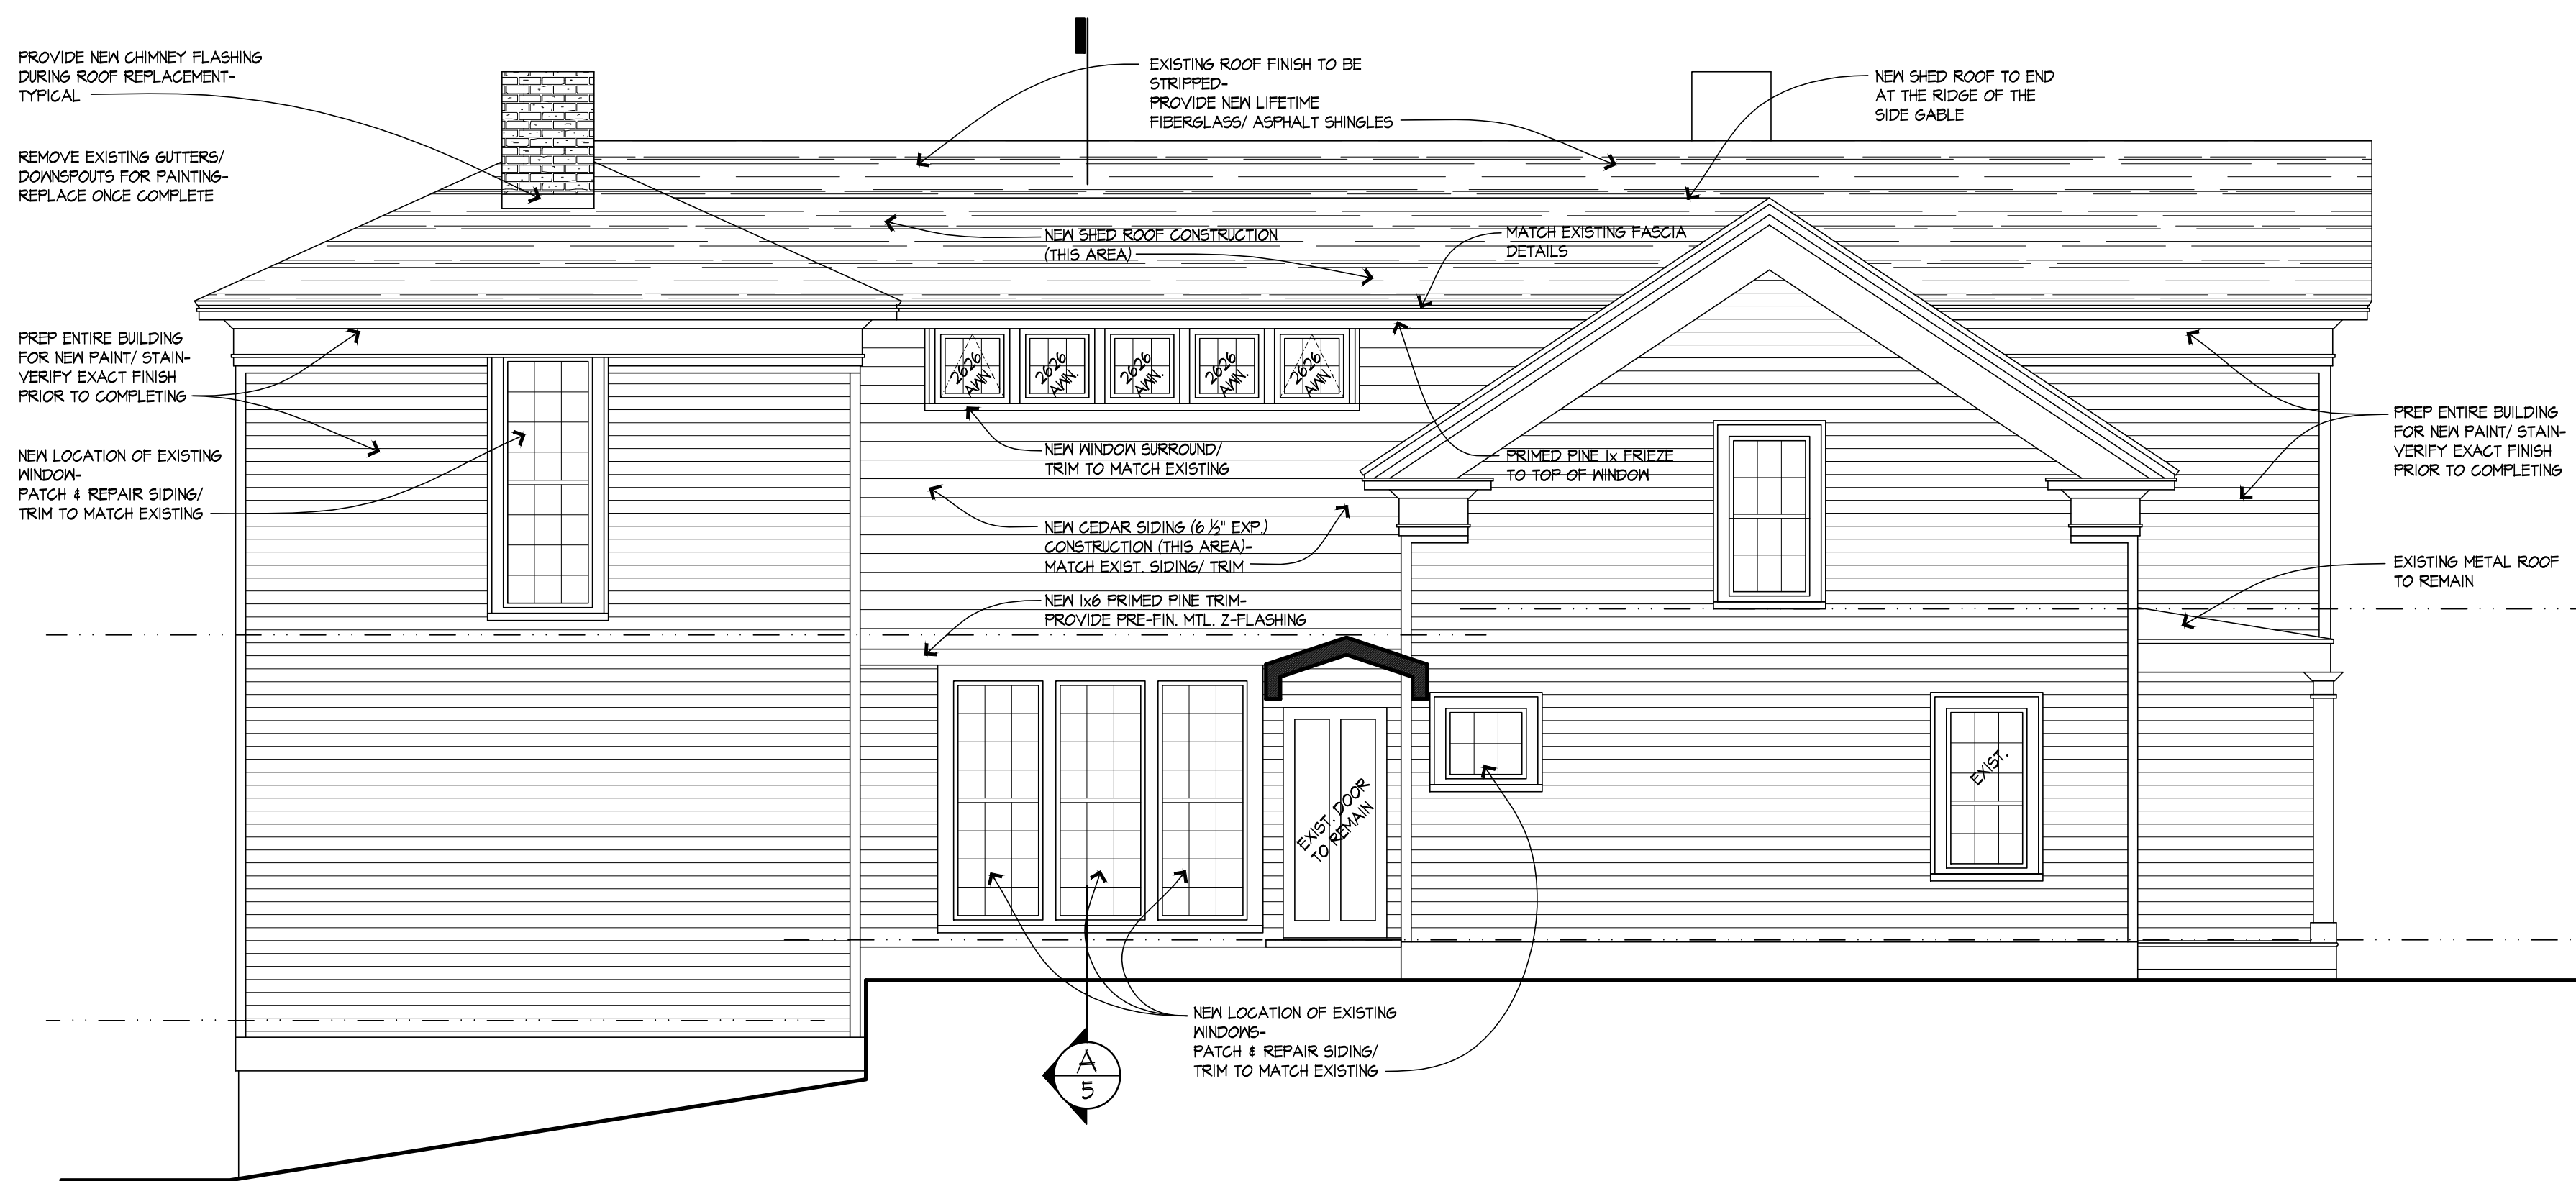 PROVIDE NEW CHIMNEY FLASHING
DURING ROOF REPLACEMENT-
TYPICAL
REMOVE EXISTING GUTTERS/
DOWNSPOUTS FOR PAINTING-
REPLACE ONCE COMPLETE
PREP ENTIRE BUILDING
FOR NEW PAINT/ STAIN-
VERIFY EXACT FINISH
PRIOR TO COMPLETING
NEW LOCATION OF EXISTING
WINDOW-
PATCH & REPAIR SIDING/
TRIM TO MATCH EXISTING
EXISTING ROOF FINISH TO BE
STRIPPED-
PROVIDE NEW LIFETIME
FIBERGLASS/ ASPHALT SHINGLES
NEW SHED ROOF TO END
AT THE RIDGE OF THE
SIDE GABLE
NEW SHED ROOF CONSTRUCTION
(THIS AREA)
MATCH EXISTING FASCIA
DETAILS
2626
AWN.
2626
AWN.
2626
AWN.
2626
AWN.
2626
AWN.
NEW WINDOW SURROUND/
TRIM TO MATCH EXISTING
PRIMED PINE 1x FRIEZE
TO TOP OF WINDOW
NEW CEDAR SIDING (6 ½" EXP.)
CONSTRUCTION (THIS AREA)-
MATCH EXIST. SIDING/ TRIM
NEW 1x6 PRIMED PINE TRIM-
PROVIDE PRE-FIN. MTL. Z-FLASHING
PREP ENTIRE BUILDING
FOR NEW PAINT/ STAIN-
VERIFY EXACT FINISH
PRIOR TO COMPLETING
EXISTING METAL ROOF
TO REMAIN
EXIST. DOOR
TO REMAIN
EXIST.
NEW LOCATION OF EXISTING
WINDOWS-
PATCH & REPAIR SIDING/
TRIM TO MATCH EXISTING
A
5